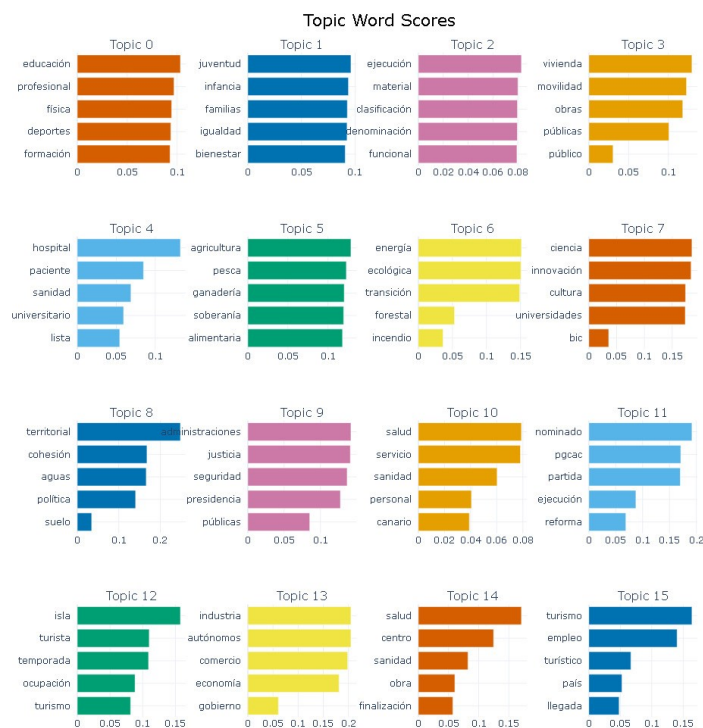 Topic Word Scores
Topic 0
educación
profesional
física
deportes
formación
0 0.05 0.1
Topic 1
juventud
infancia
familias
igualdad
bienestar
0 0.05 0.1
Topic 2
ejecución
material
clasificación
denominación
funcional
0 0.02 0.04 0.06 0.08
Topic 3
vivienda
movilidad
obras
públicas
público
0 0.05 0.1
Topic 4
hospital
paciente
sanidad
universitario
lista
0 0.05 0.1
Topic 5
agricultura
pesca
ganadería
soberanía
alimentaria
0 0.05 0.1
Topic 6
energía
ecológica
transición
forestal
incendio
0 0.05 0.1 0.15
Topic 7
ciencia
innovación
cultura
universidades
bic
0 0.05 0.1 0.15
Topic 8
territorial
cohesión
aguas
política
suelo
0 0.1 0.2
Topic 9
administraciones
justicia
seguridad
presidencia
públicas
0 0.05 0.1
Topic 10
salud
servicio
sanidad
personal
canario
0 0.02 0.04 0.06 0.08
Topic 11
nominado
pgcac
partida
ejecución
reforma
0 0.05 0.1 0.15 0.2
Topic 12
isla
turista
temporada
ocupación
turismo
0 0.05 0.1 0.15
Topic 13
industria
autónomos
comercio
economía
gobierno
0 0.05 0.1 0.15 0.2
Topic 14
salud
centro
sanidad
obra
finalización
0 0.05 0.1 0.15
Topic 15
turismo
empleo
turístico
país
llegada
0 0.05 0.1 0.15